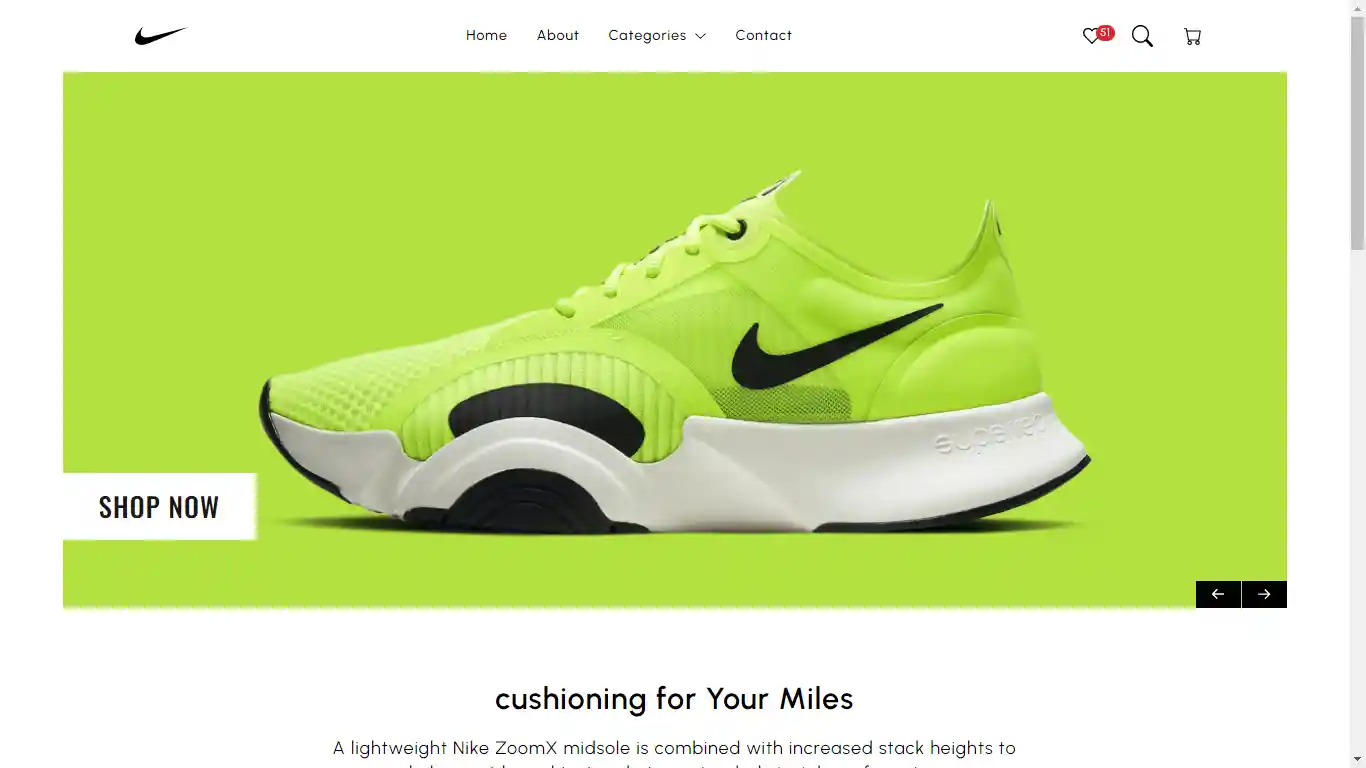 Home About Categories Contact 51
superrep
SHOP NOW
cushioning for Your Miles
A lightweight Nike ZoomX midsole is combined with increased stack heights to